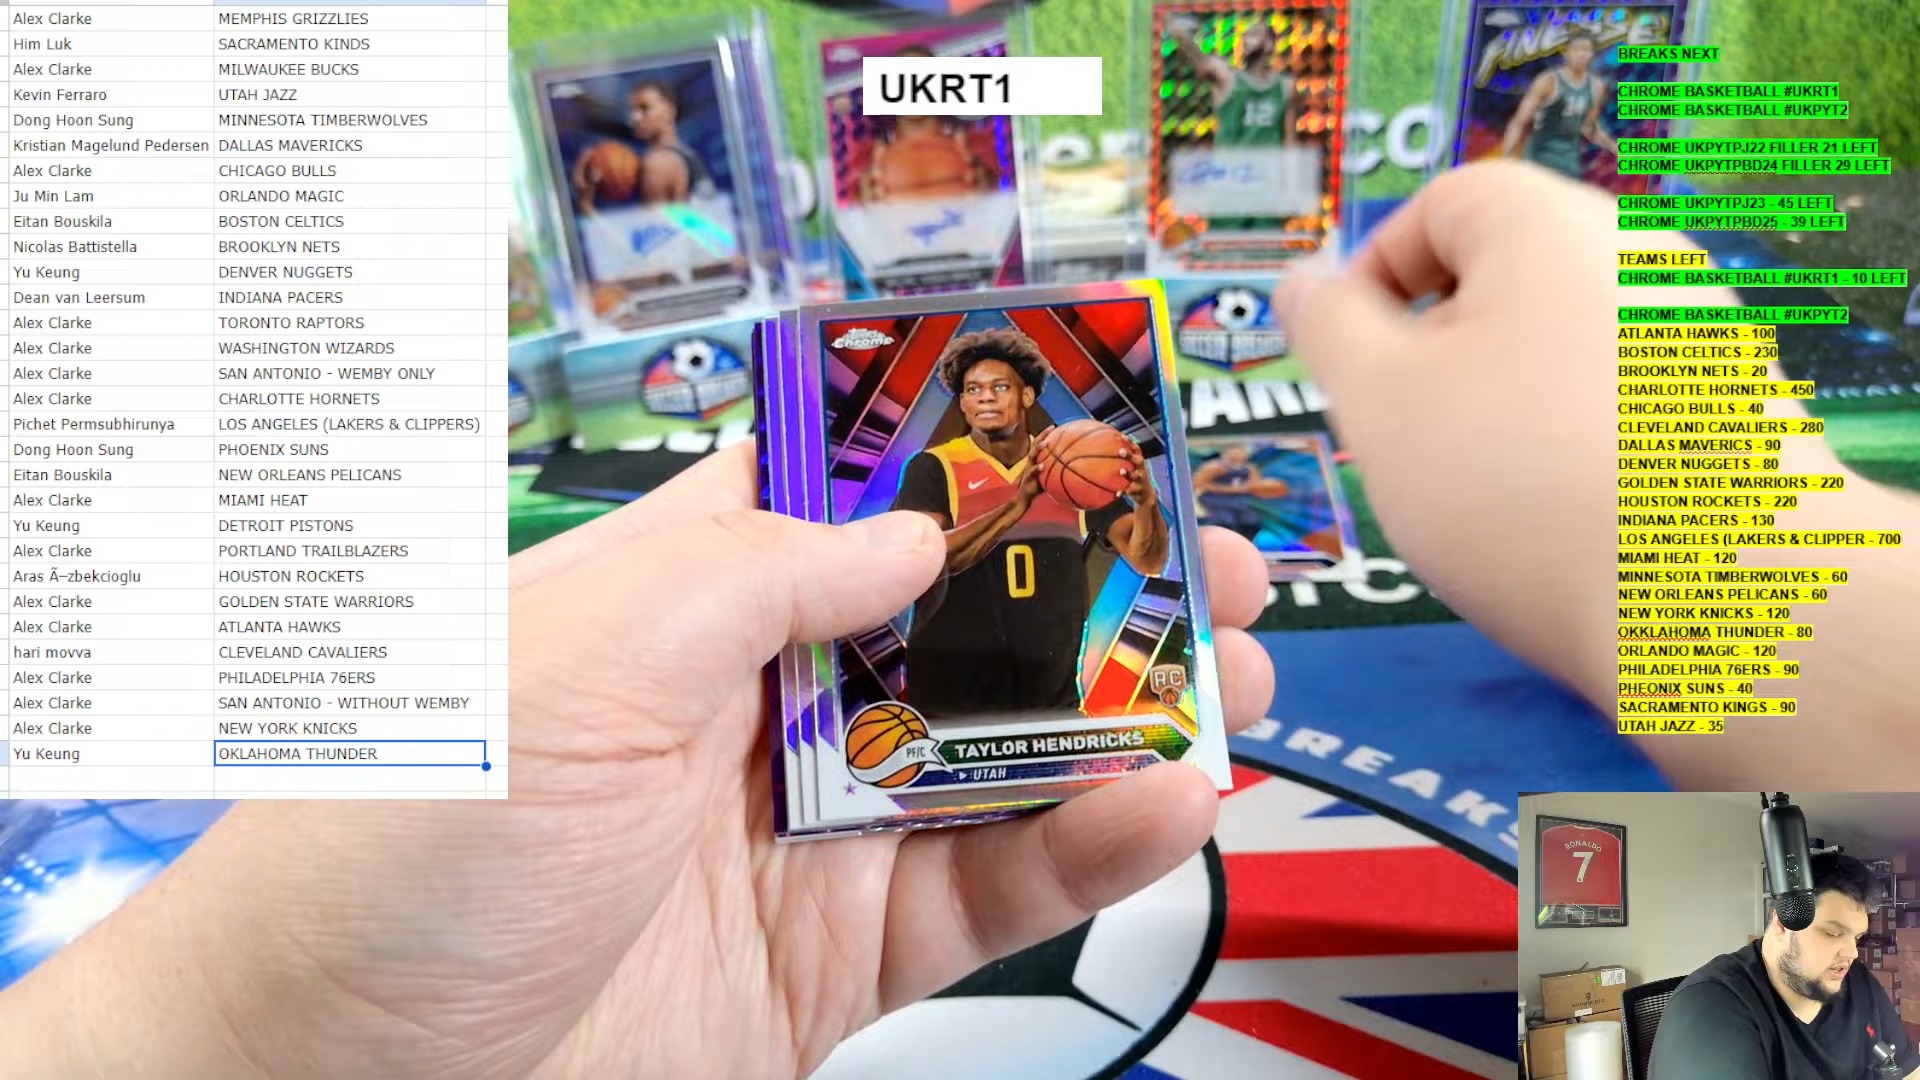 Alex Clarke MEMPHIS GRIZZLIES
Him Luk SACRAMENTO KINDS
Alex Clarke MILWAUKEE BUCKS
Kevin Ferraro UTAH JAZZ
Dong Hoon Sung MINNESOTA TIMBERWOLVES
Kristian Magelund Pedersen DALLAS MAVERICKS
Alex Clarke CHICAGO BULLS
Ju Min Lam ORLANDO MAGIC
Eitan Bouskila BOSTON CELTICS
Nicolas Battistella BROOKLYN NETS
Yu Keung DENVER NUGGETS
Dean van Leersum INDIANA PACERS
Alex Clarke TORONTO RAPTORS
Alex Clarke WASHINGTON WIZARDS
Alex Clarke SAN ANTONIO - WEMBY ONLY
Alex Clarke CHARLOTTE HORNETS
Pichet Permsubhirunya LOS ANGELES (LAKERS & CLIPPERS)
Dong Hoon Sung PHOENIX SUNS
Eitan Bouskila NEW ORLEANS PELICANS
Alex Clarke MIAMI HEAT
Yu Keung DETROIT PISTONS
Alex Clarke PORTLAND TRAILBLAZERS
Aras Ã–zbekcioglu HOUSTON ROCKETS
Alex Clarke GOLDEN STATE WARRIORS
Alex Clarke ATLANTA HAWKS
hari movva CLEVELAND CAVALIERS
Alex Clarke PHILADELPHIA 76ERS
Alex Clarke SAN ANTONIO - WITHOUT WEMBY
Alex Clarke NEW YORK KNICKS
Yu Keung OKLAHOMA THUNDER
UKRT1
FINESSE
12
Chrome
0
RC
PF/C TAYLOR HENDRICKS
UTAH
BREAKS
BREAKS NEXT
CHROME BASKETBALL #UKRT1
CHROME BASKETBALL #UKPYT2
CHROME UKPYTPJ22 FILLER 21 LEFT
CHROME UKPYTPBD24 FILLER 29 LEFT
CHROME UKPYTPJ23 - 45 LEFT
CHROME UKPYTPBD25 - 39 LEFT
TEAMS LEFT
CHROME BASKETBALL #UKRT1 - 10 LEFT
CHROME BASKETBALL #UKPYT2
ATLANTA HAWKS - 100
BOSTON CELTICS - 230
BROOKLYN NETS - 20
CHARLOTTE HORNETS - 450
CHICAGO BULLS - 40
CLEVELAND CAVALIERS - 280
DALLAS MAVERICS - 90
DENVER NUGGETS - 80
GOLDEN STATE WARRIORS - 220
HOUSTON ROCKETS - 220
INDIANA PACERS - 130
LOS ANGELES (LAKERS & CLIPPER - 700
MIAMI HEAT - 120
MINNESOTA TIMBERWOLVES - 60
NEW ORLEANS PELICANS - 60
NEW YORK KNICKS - 120
OKKLAHOMA THUNDER - 80
ORLANDO MAGIC - 120
PHILADELPHIA 76ERS - 90
PHEONIX SUNS - 40
SACRAMENTO KINGS - 90
UTAH JAZZ - 35
RONALDO
7